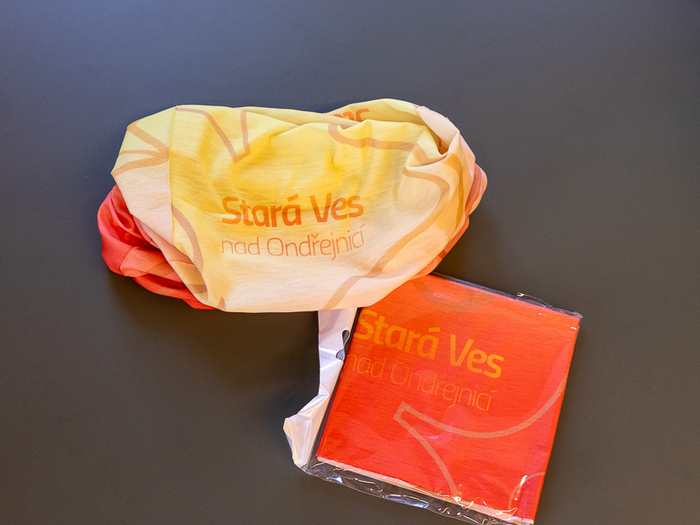 Stará Ves
nad Ondřejnicí
Stará Ves
nad Ondřejnicí